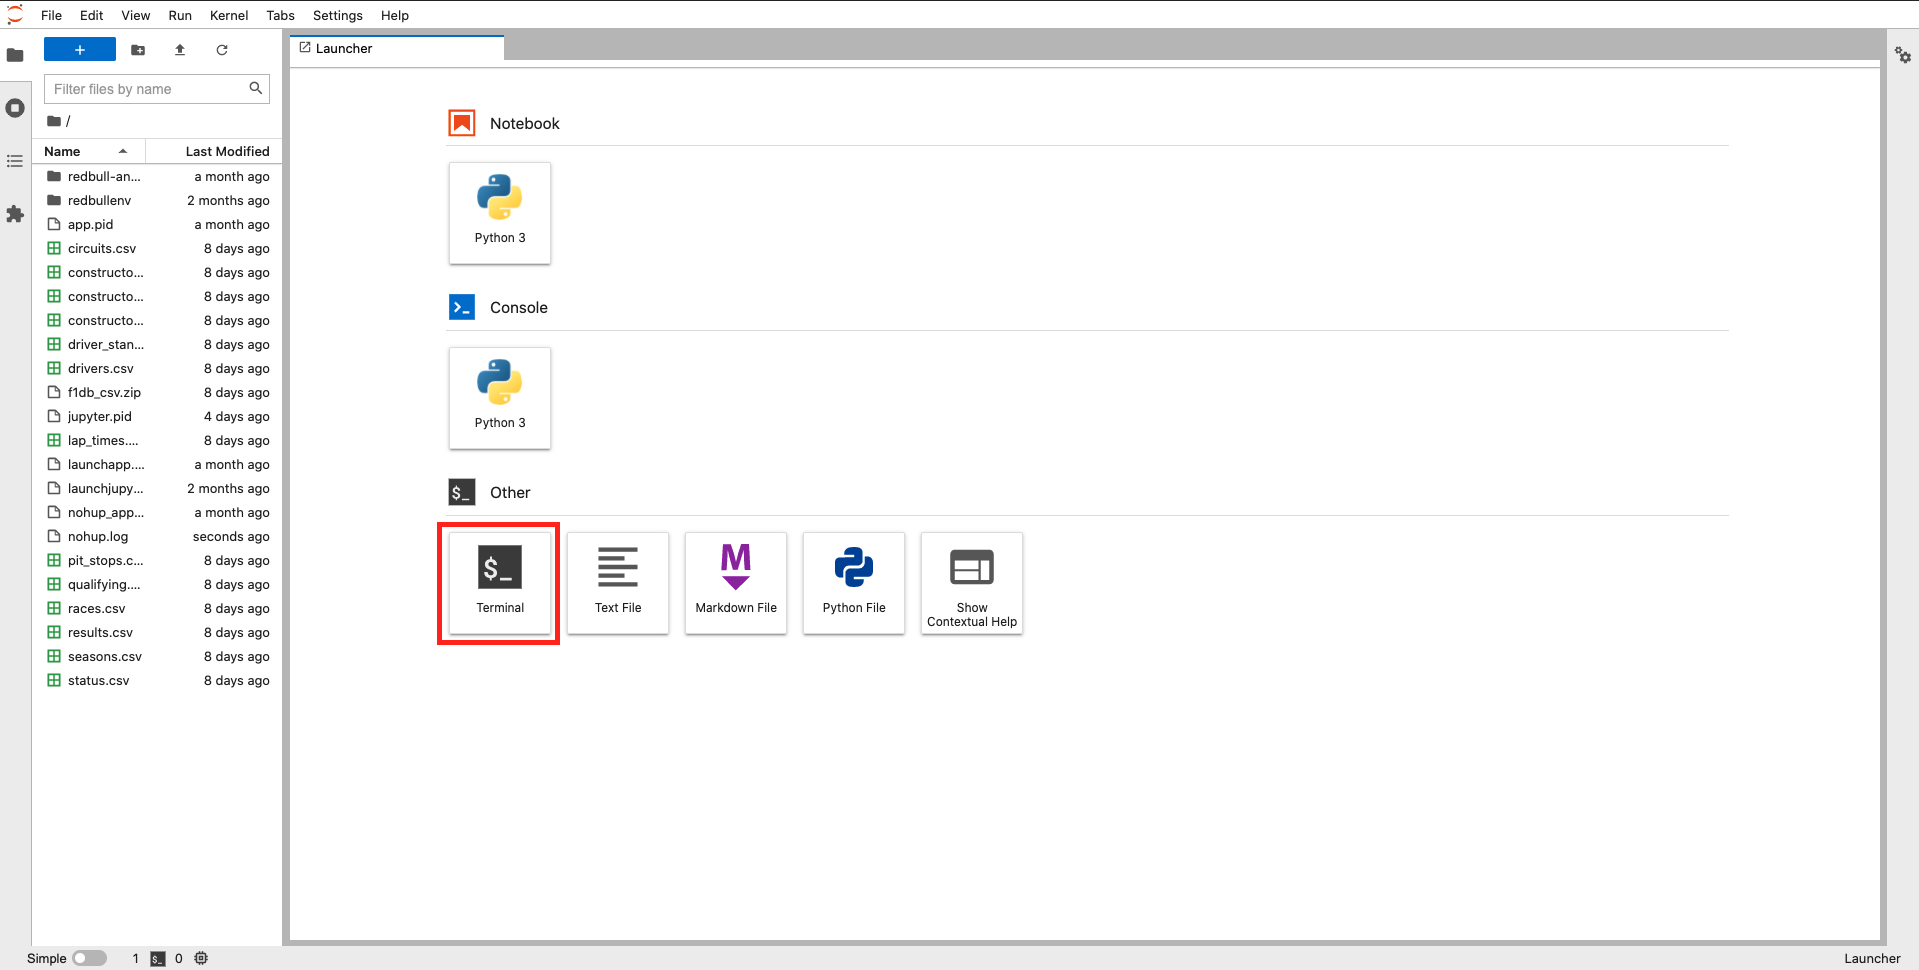 File Edit View Run Kernel Tabs Settings Help
+
Launcher
Filter files by name
/
Name Last Modified
redbull-an... a month ago
redbullenv 2 months ago
app.pid a month ago
circuits.csv 8 days ago
constructo... 8 days ago
constructo... 8 days ago
constructo... 8 days ago
driver_stan... 8 days ago
drivers.csv 8 days ago
f1db_csv.zip 8 days ago
jupyter.pid 4 days ago
lap_times.... 8 days ago
launchapp.... a month ago
launchjupy... 2 months ago
nohup_app... a month ago
nohup.log seconds ago
pit_stops.c... 8 days ago
qualifying.... 8 days ago
races.csv 8 days ago
results.csv 8 days ago
seasons.csv 8 days ago
status.csv 8 days ago
Notebook
Python 3
Console
Python 3
$_ Other
$_
Terminal
Text File
M
Markdown File
Python File
Show
Contextual Help
Simple 1 $_ 0 Launcher